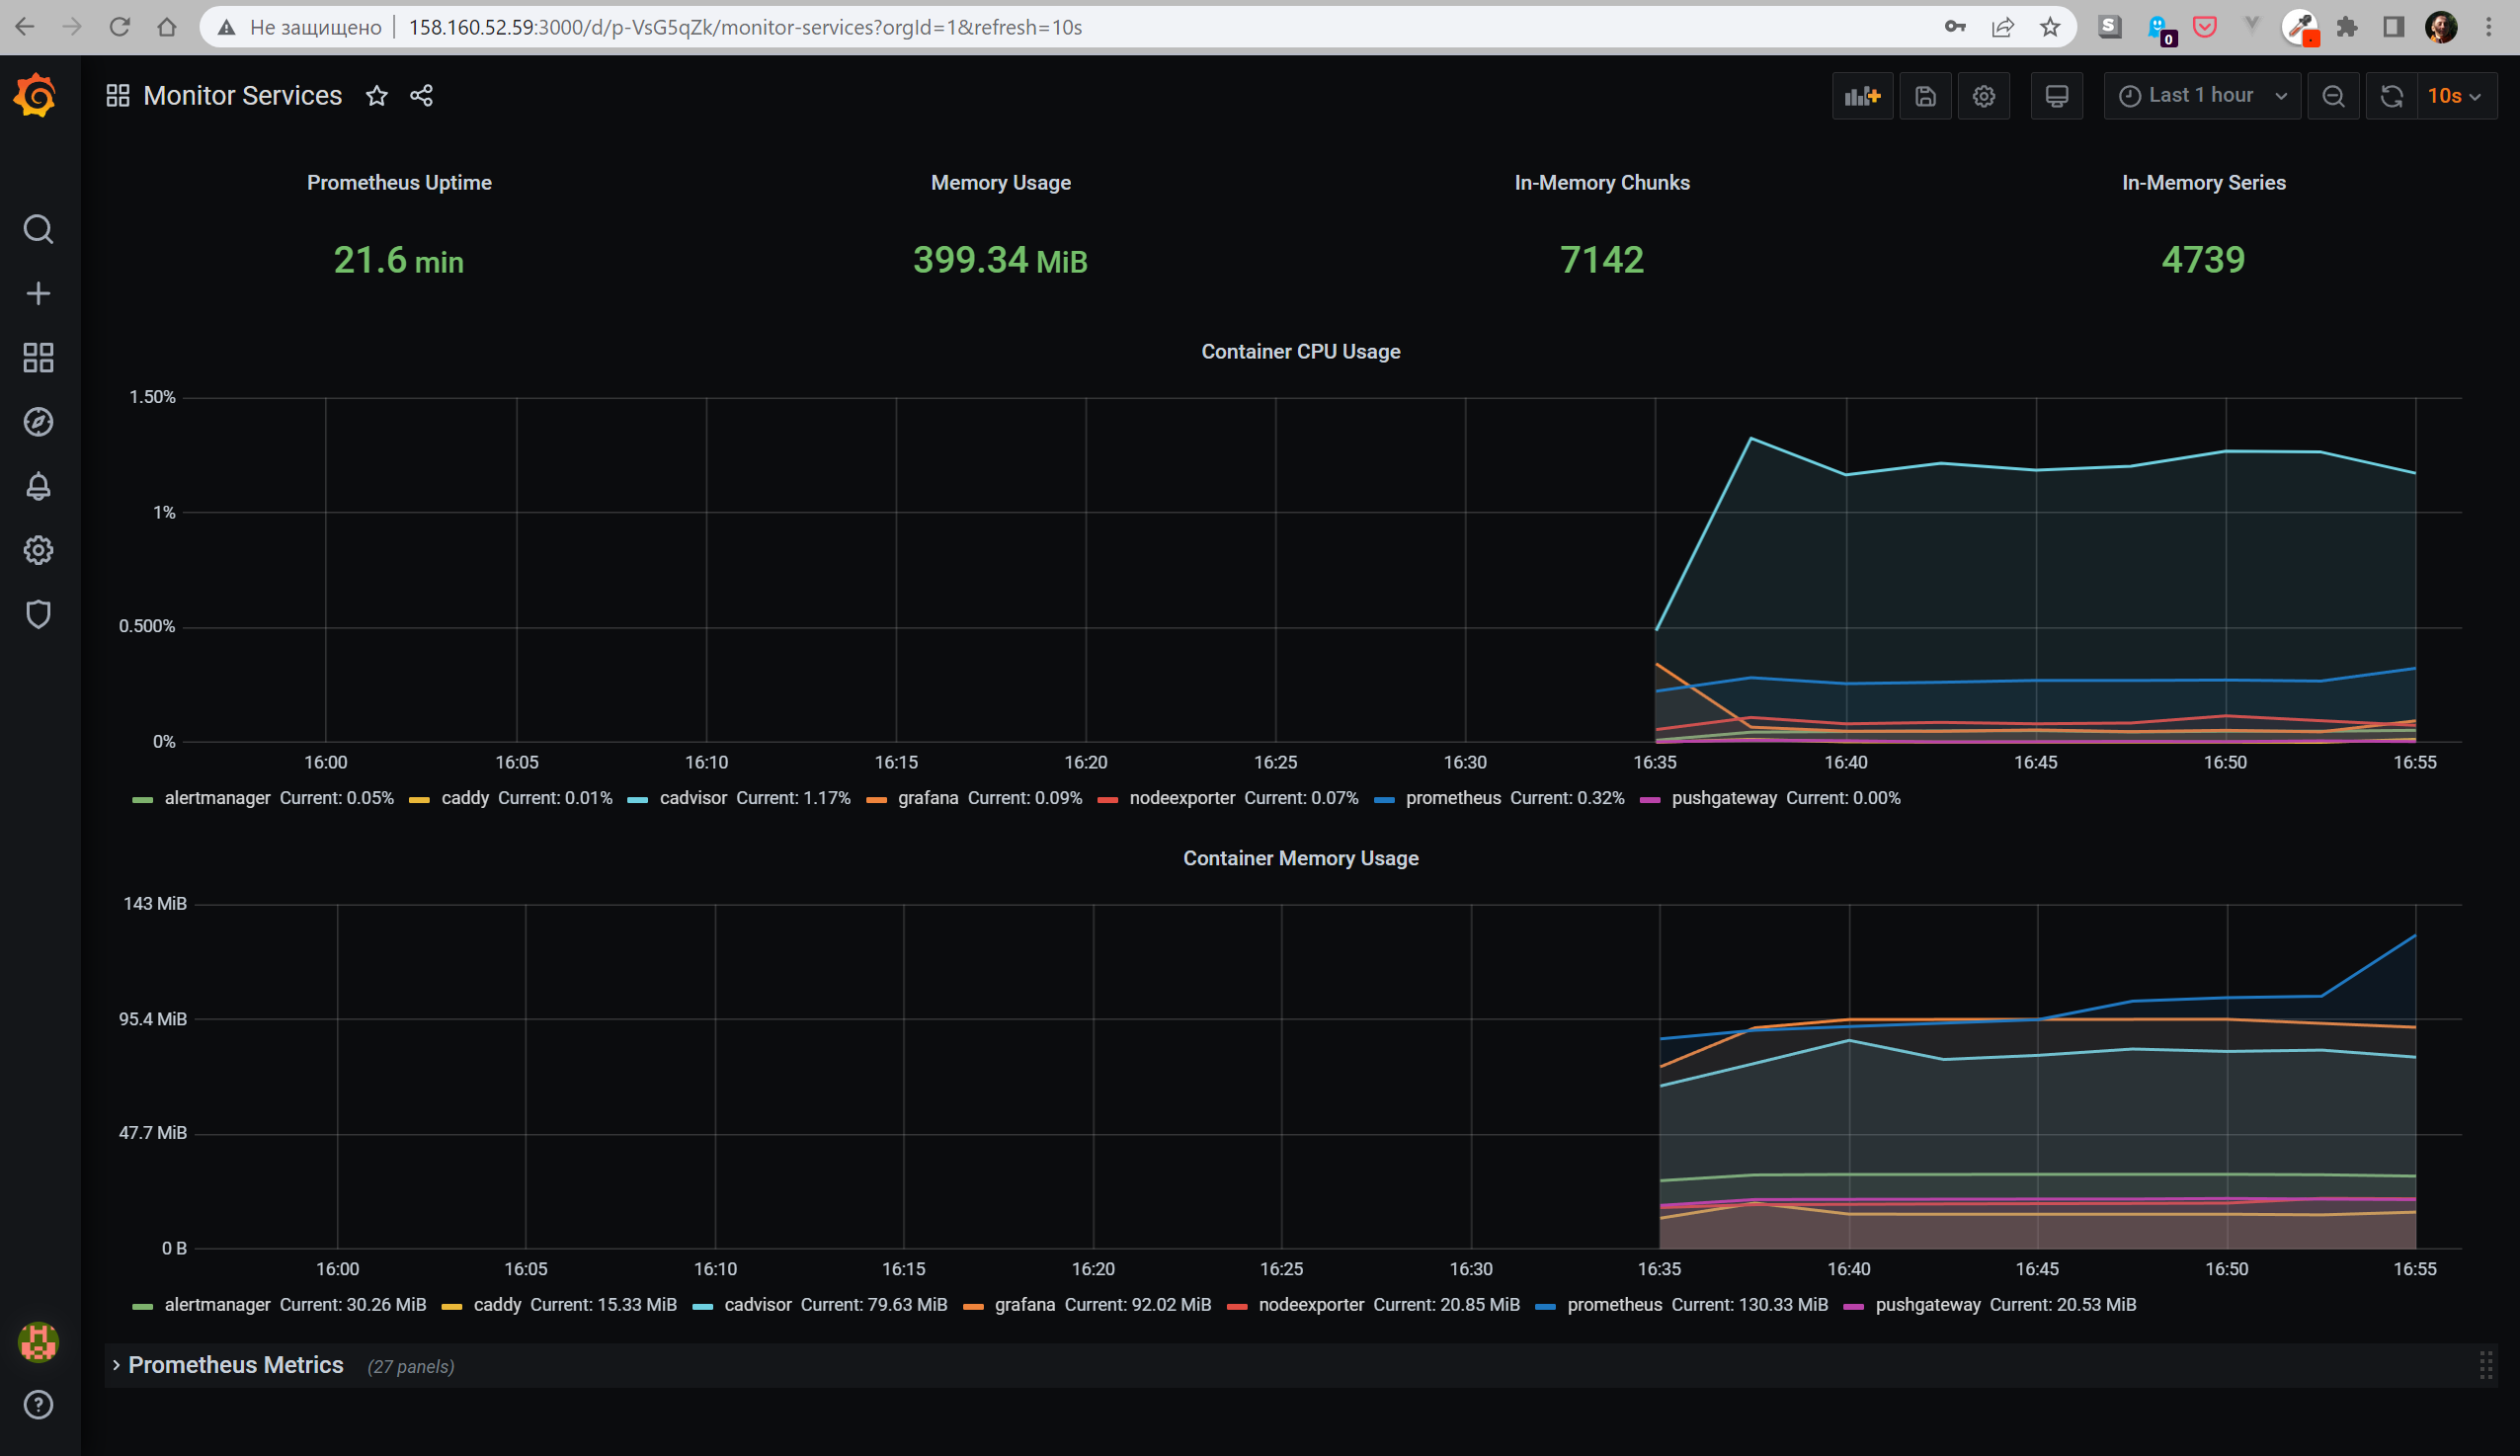 Не защищено 158.160.52.59:3000/d/p-VsG5qZk/monitor-services?orgId=1&refresh=10s
S 0
Monitor Services
Last 1 hour 10s
Prometheus Uptime Memory Usage In-Memory Chunks In-Memory Series
21.6 min 399.34 MiB 7142 4739
Container CPU Usage
1.50%
1%
0.500%
0%
16:00 16:05 16:10 16:15 16:20 16:25 16:30 16:35 16:40 16:45 16:50 16:55
alertmanager Current: 0.05% caddy Current: 0.01% cadvisor Current: 1.17% grafana Current: 0.09% nodeexporter Current: 0.07% prometheus Current: 0.32% pushgateway Current: 0.00%
Container Memory Usage
143 MiB
95.4 MiB
47.7 MiB
0 B
16:00 16:05 16:10 16:15 16:20 16:25 16:30 16:35 16:40 16:45 16:50 16:55
alertmanager Current: 30.26 MiB caddy Current: 15.33 MiB cadvisor Current: 79.63 MiB grafana Current: 92.02 MiB nodeexporter Current: 20.85 MiB prometheus Current: 130.33 MiB pushgateway Current: 20.53 MiB
Prometheus Metrics (27 panels)